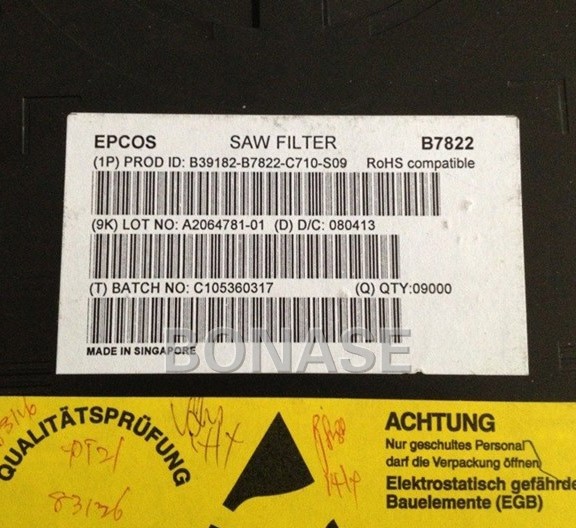 EPCOS SAW FILTER B7822
(1P) PROD ID: B39182-B7822-C710-S09 RoHS compatible
(9K) LOT NO: A2064781-01 (D) D/C: 080413
(T) BATCH NO: C105360317 (Q) QTY:09000
MADE IN SINGAPORE
BONASE
QUALITÄTSPRÜFUNG
83126
ACHTUNG
Nur geschultes Personal
darf die Verpackung öffnen
Elektrostatisch gefährde
Bauelemente (EGB)